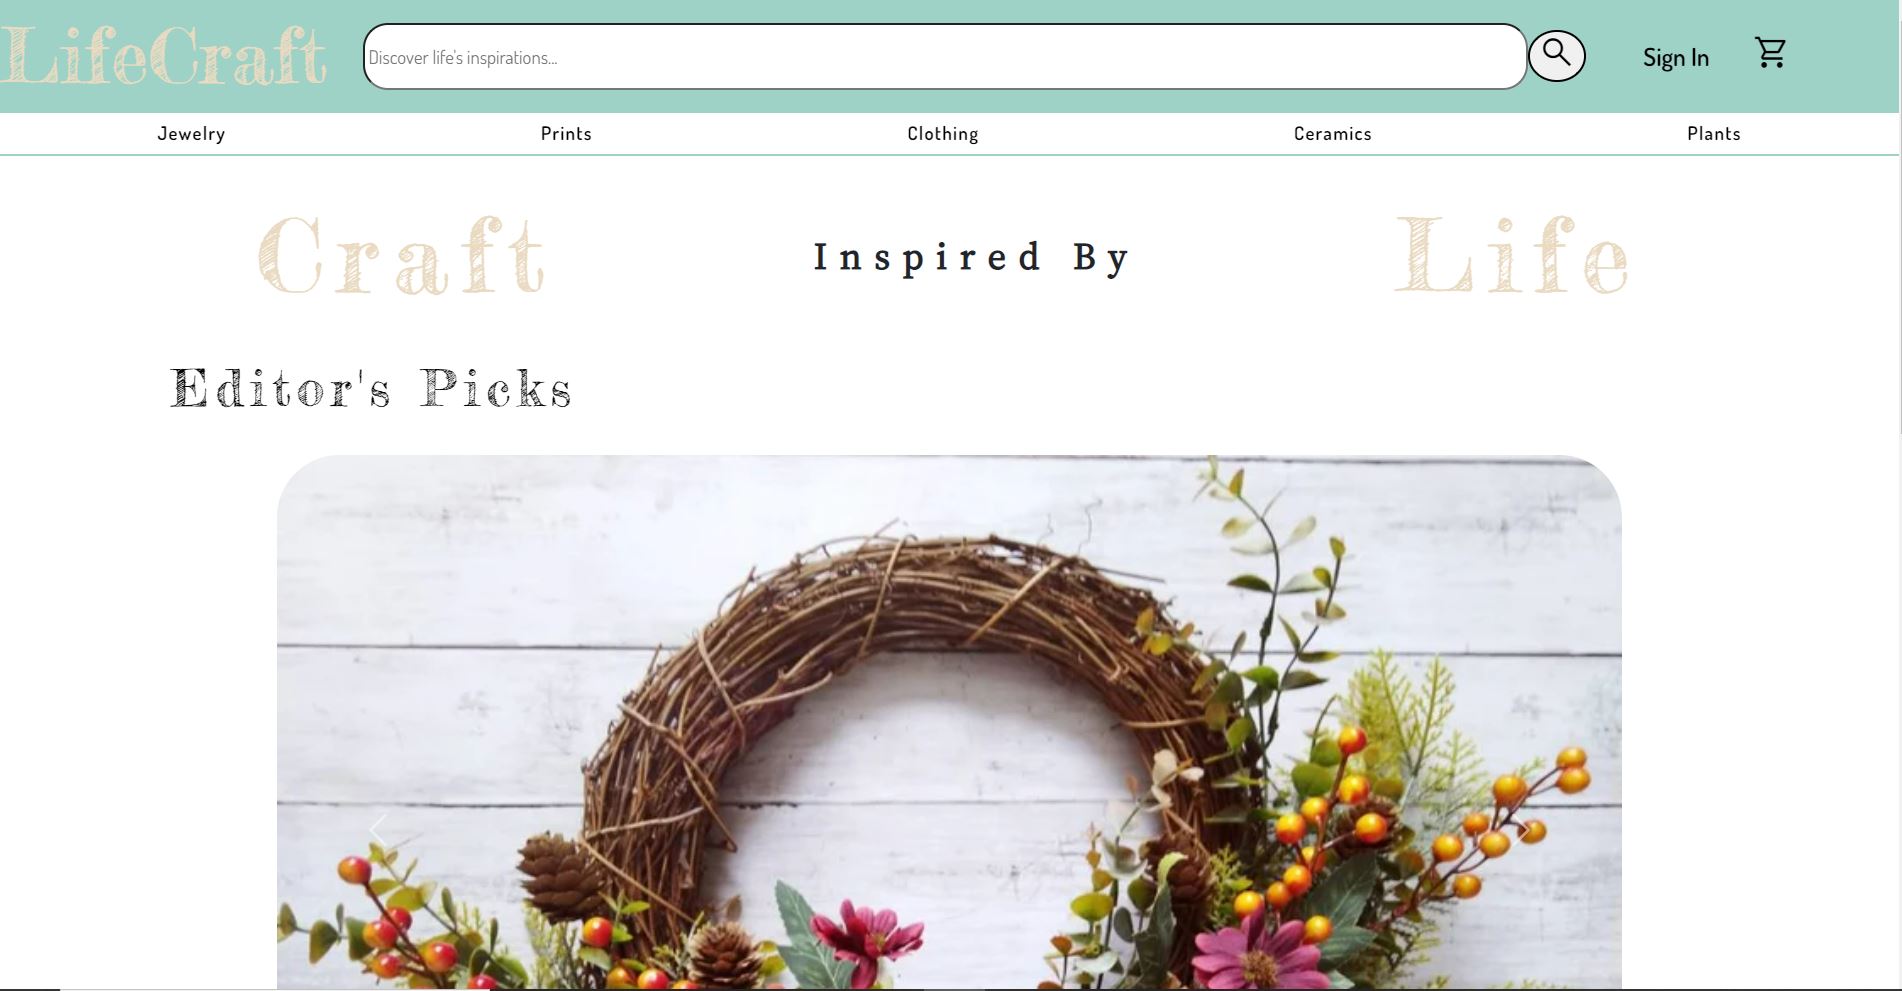 LifeCraft
Discover life's inspirations...
Sign In
Jewelry Prints Clothing Ceramics Plants
Craft Inspired By Life
Editor's Picks